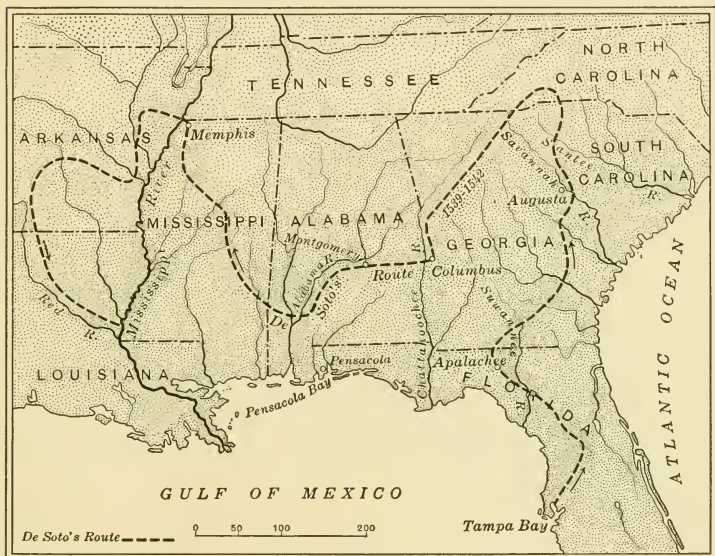 NORTH
CAROLINA
TENNESSEE
ARKANSAS
Memphis
SOUTH
CAROLINA
Santee
R.
Savannah
R.
Augusta
1539-1542
River
Mississippi
MISSISSIPPI
ALABAMA
GEORGIA
Montgomery
Alabama R.
De Soto's Route
Columbus
Chattahoochee
R.
Suwannee
R.
Red R.
LOUISIANA
Pensacola
Pensacola Bay
Apalachee
FLORIDA
ATLANTIC OCEAN
GULF OF MEXICO
Tampa Bay
De Soto's Route
0 50 100 200